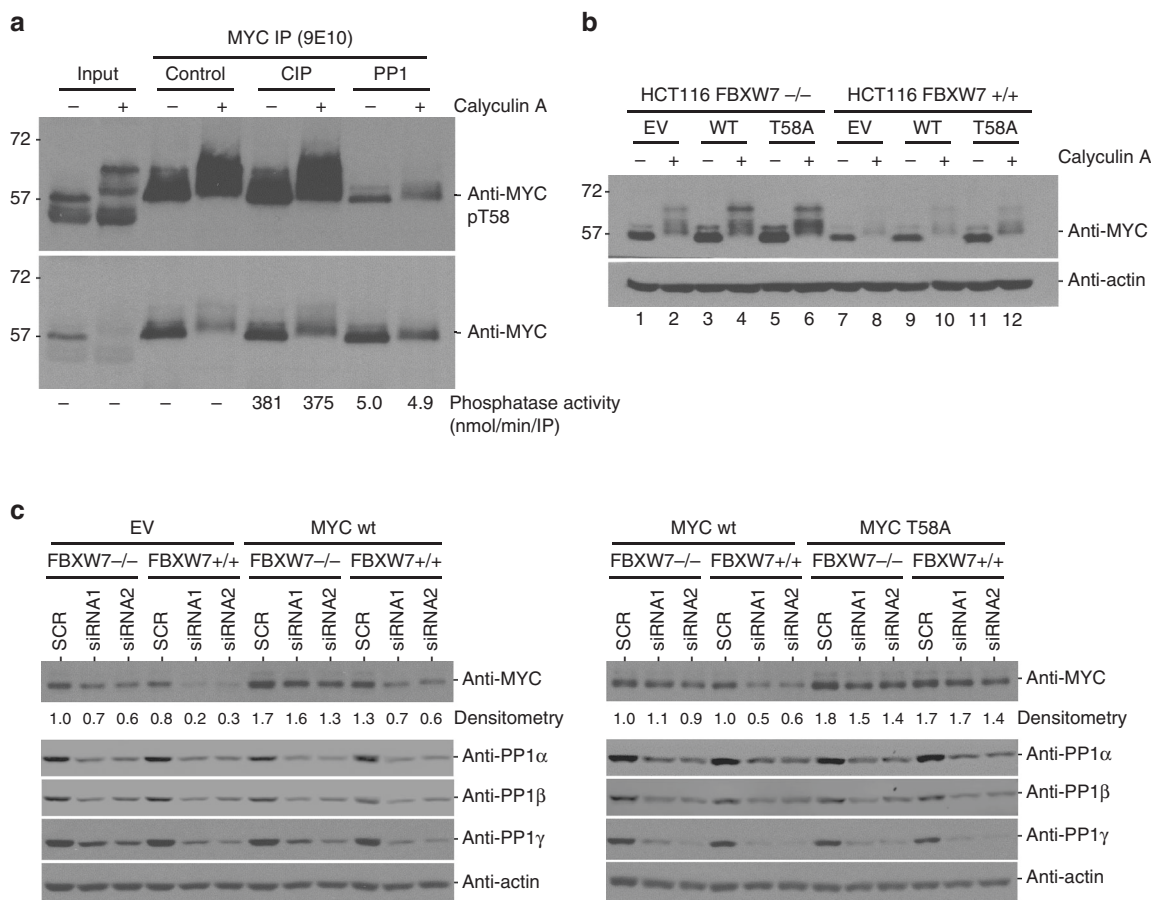 a
MYC IP (9E10)
Input Control CIP PP1
– + – + – + – + Calyculin A
72
57
Anti-MYC
pT58
72
57
Anti-MYC
– – – – 381 375 5.0 4.9 Phosphatase activity
(nmol/min/IP)
b
HCT116 FBXW7 –/– HCT116 FBXW7 +/+
EV WT T58A EV WT T58A
– + – + – + – + – + – + Calyculin A
72
57
Anti-MYC
Anti-actin
1 2 3 4 5 6 7 8 9 10 11 12
c
EV MYC wt
FBXW7–/– FBXW7+/+ FBXW7–/– FBXW7+/+
SCR siRNA1 siRNA2 SCR siRNA1 siRNA2 SCR siRNA1 siRNA2 SCR siRNA1 siRNA2
Anti-MYC
1.0 0.7 0.6 0.8 0.2 0.3 1.7 1.6 1.3 1.3 0.7 0.6 Densitometry
Anti-PP1α
Anti-PP1β
Anti-PP1γ
Anti-actin
MYC wt MYC T58A
FBXW7–/– FBXW7+/+ FBXW7–/– FBXW7+/+
SCR siRNA1 siRNA2 SCR siRNA1 siRNA2 SCR siRNA1 siRNA2 SCR siRNA1 siRNA2
Anti-MYC
1.0 1.1 0.9 1.0 0.5 0.6 1.8 1.5 1.4 1.7 1.7 1.4 Densitometry
Anti-PP1α
Anti-PP1β
Anti-PP1γ
Anti-actin